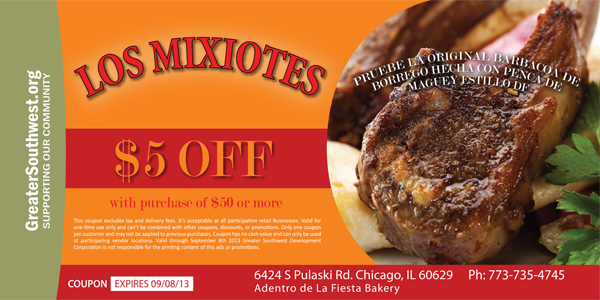 GreaterSouthwest.org
SUPPORTING OUR COMMUNITY
LOS MIXIOTES
$5 OFF
with purchase of $50 or more
This coupon excludes tax and delivery fees. It's acceptable at all participation retail Businesses. Valid for
one-time use only and can't be combined with other coupons, discounts, or promotions. Only one coupon
per customer and may not be applied to previous purchases. Coupon has no cash value and can only be used
at participating vendor locations. Valid through September 8th 2013 Greater Southwest Development
Corporation is not responsible for the printing content of this ads or promotions.
COUPON EXPIRES 09/08/13
PRUEBE LA ORIGINAL BARBACOA DE
BORREGO HECHA CON PENCA DE
MAGUEY ESTILLO DF
6424 S Pulaski Rd. Chicago, IL 60629 Ph: 773-735-4745
Adentro de La Fiesta Bakery